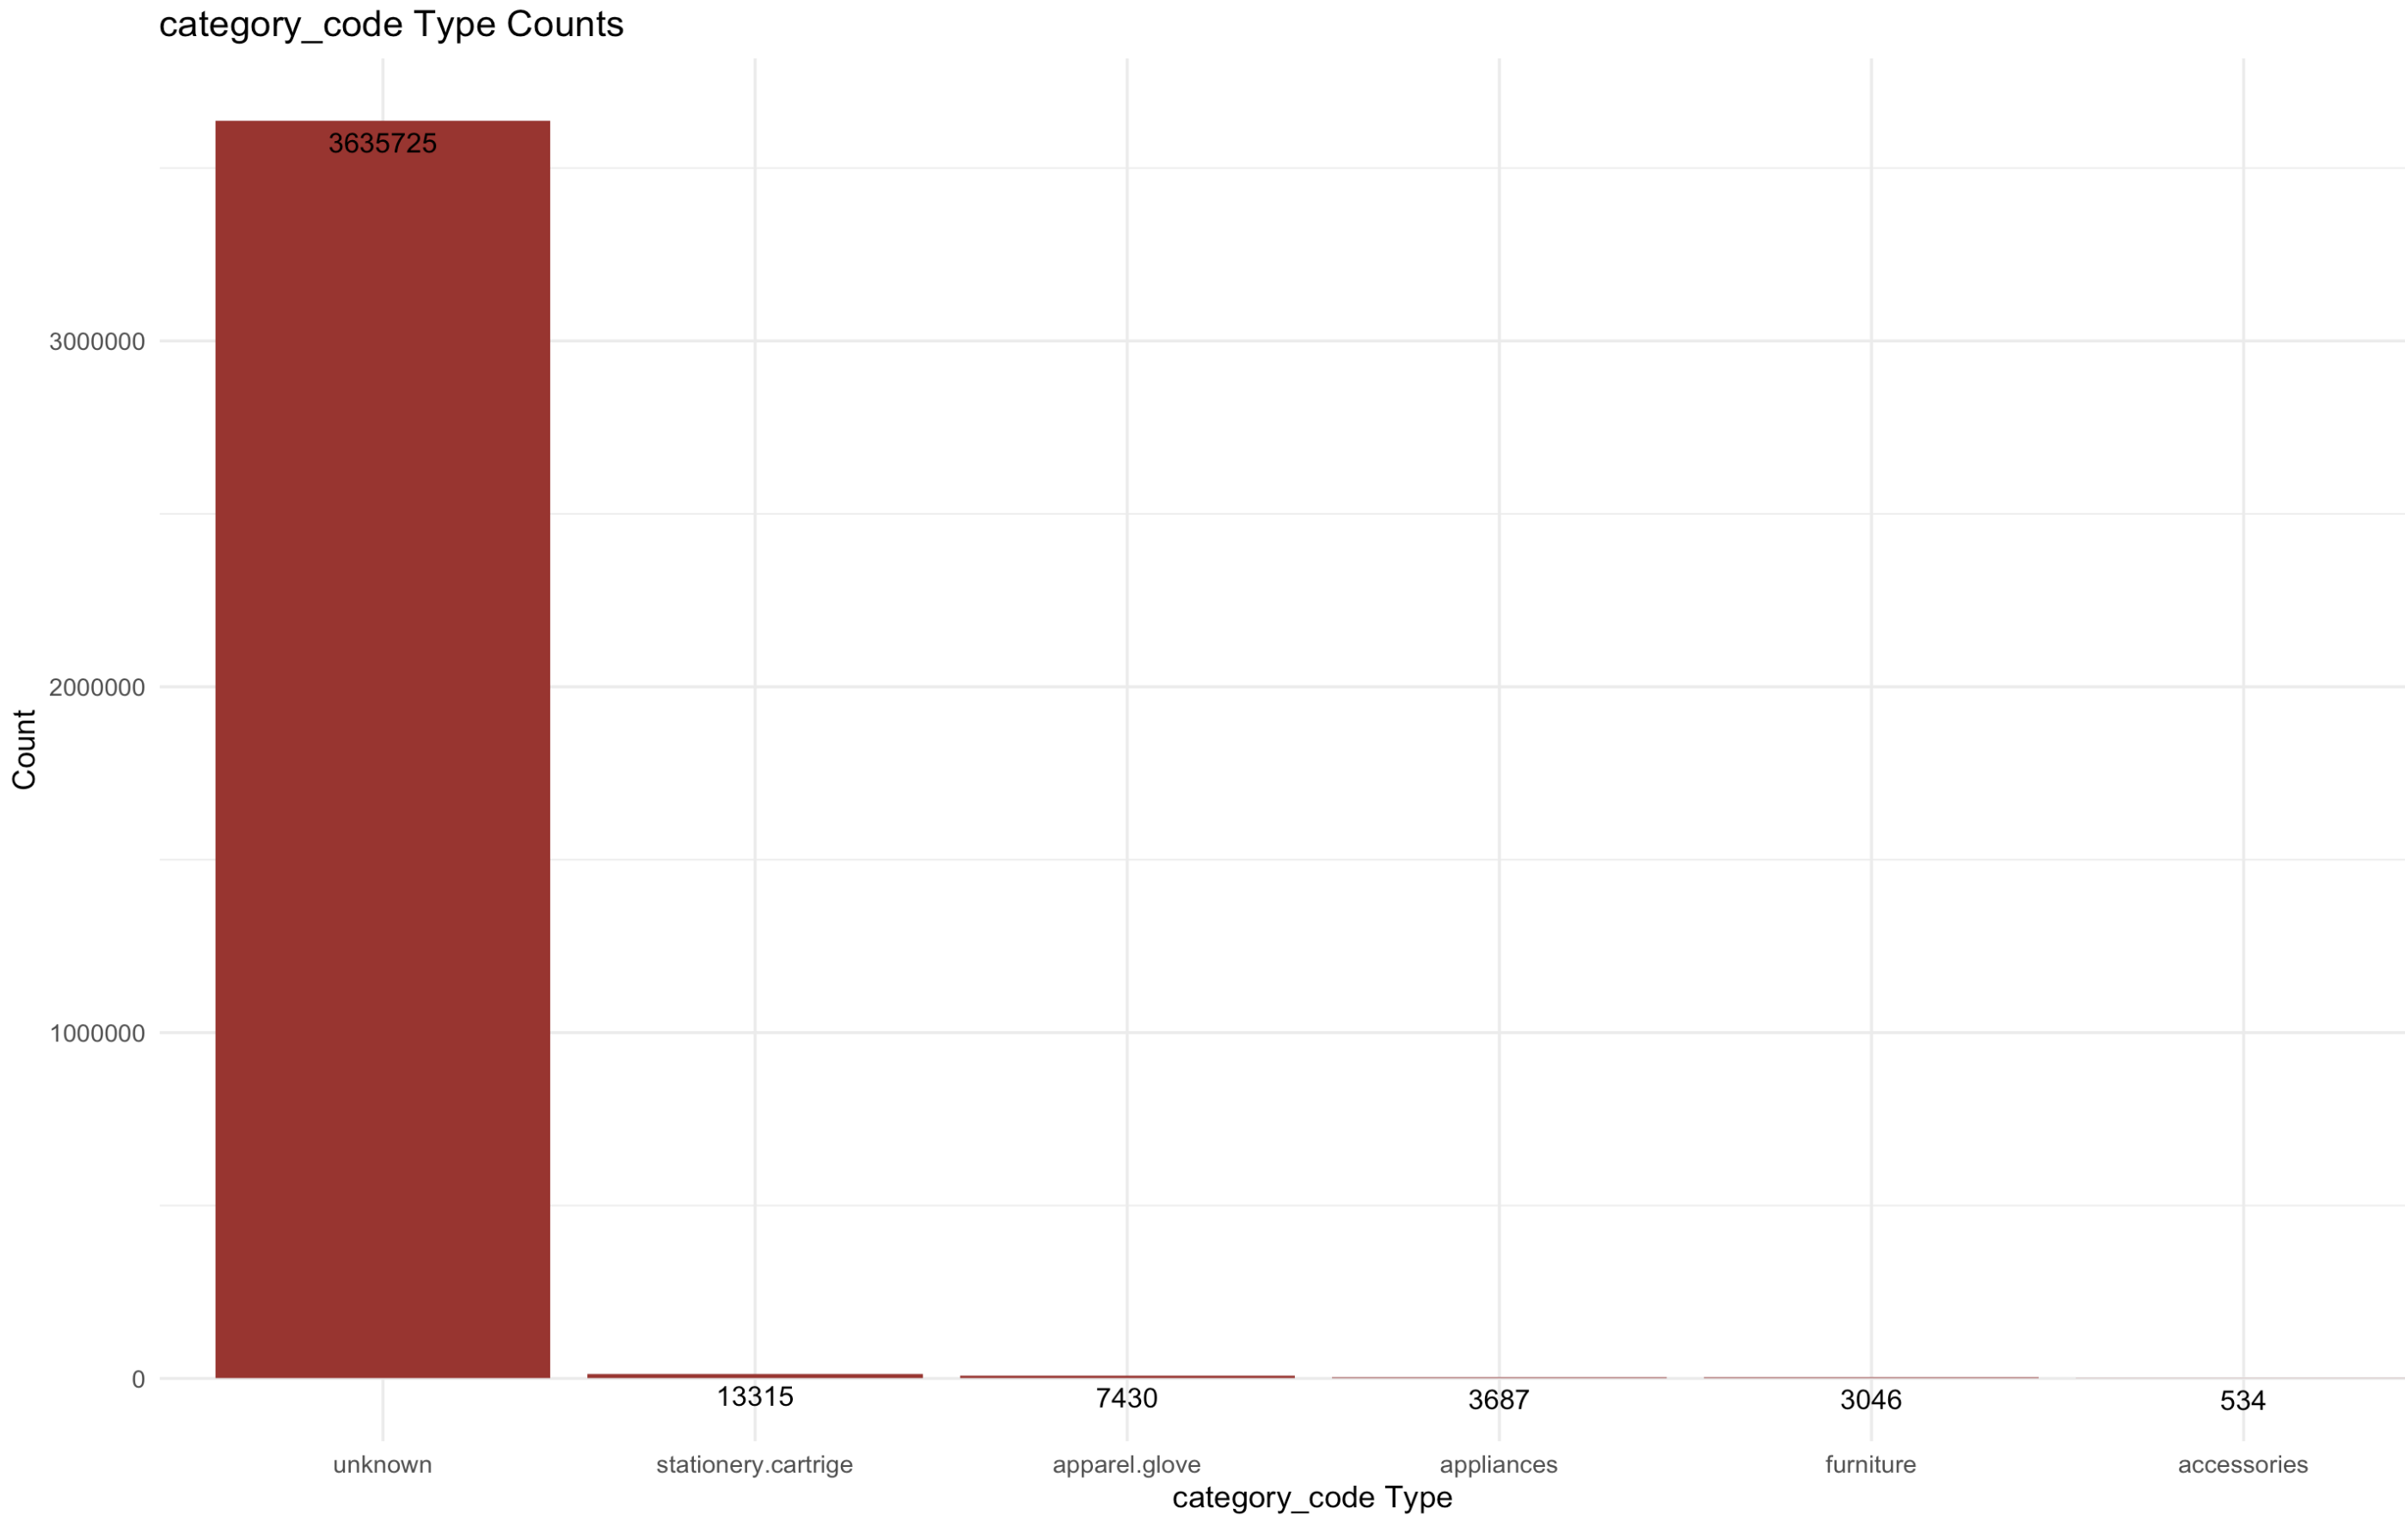 category_code Type Counts
3635725
3000000
2000000
Count
1000000
0
13315 7430 3687 3046 534
unknown stationery.cartrige apparel.glove appliances furniture accessories
category_code Type